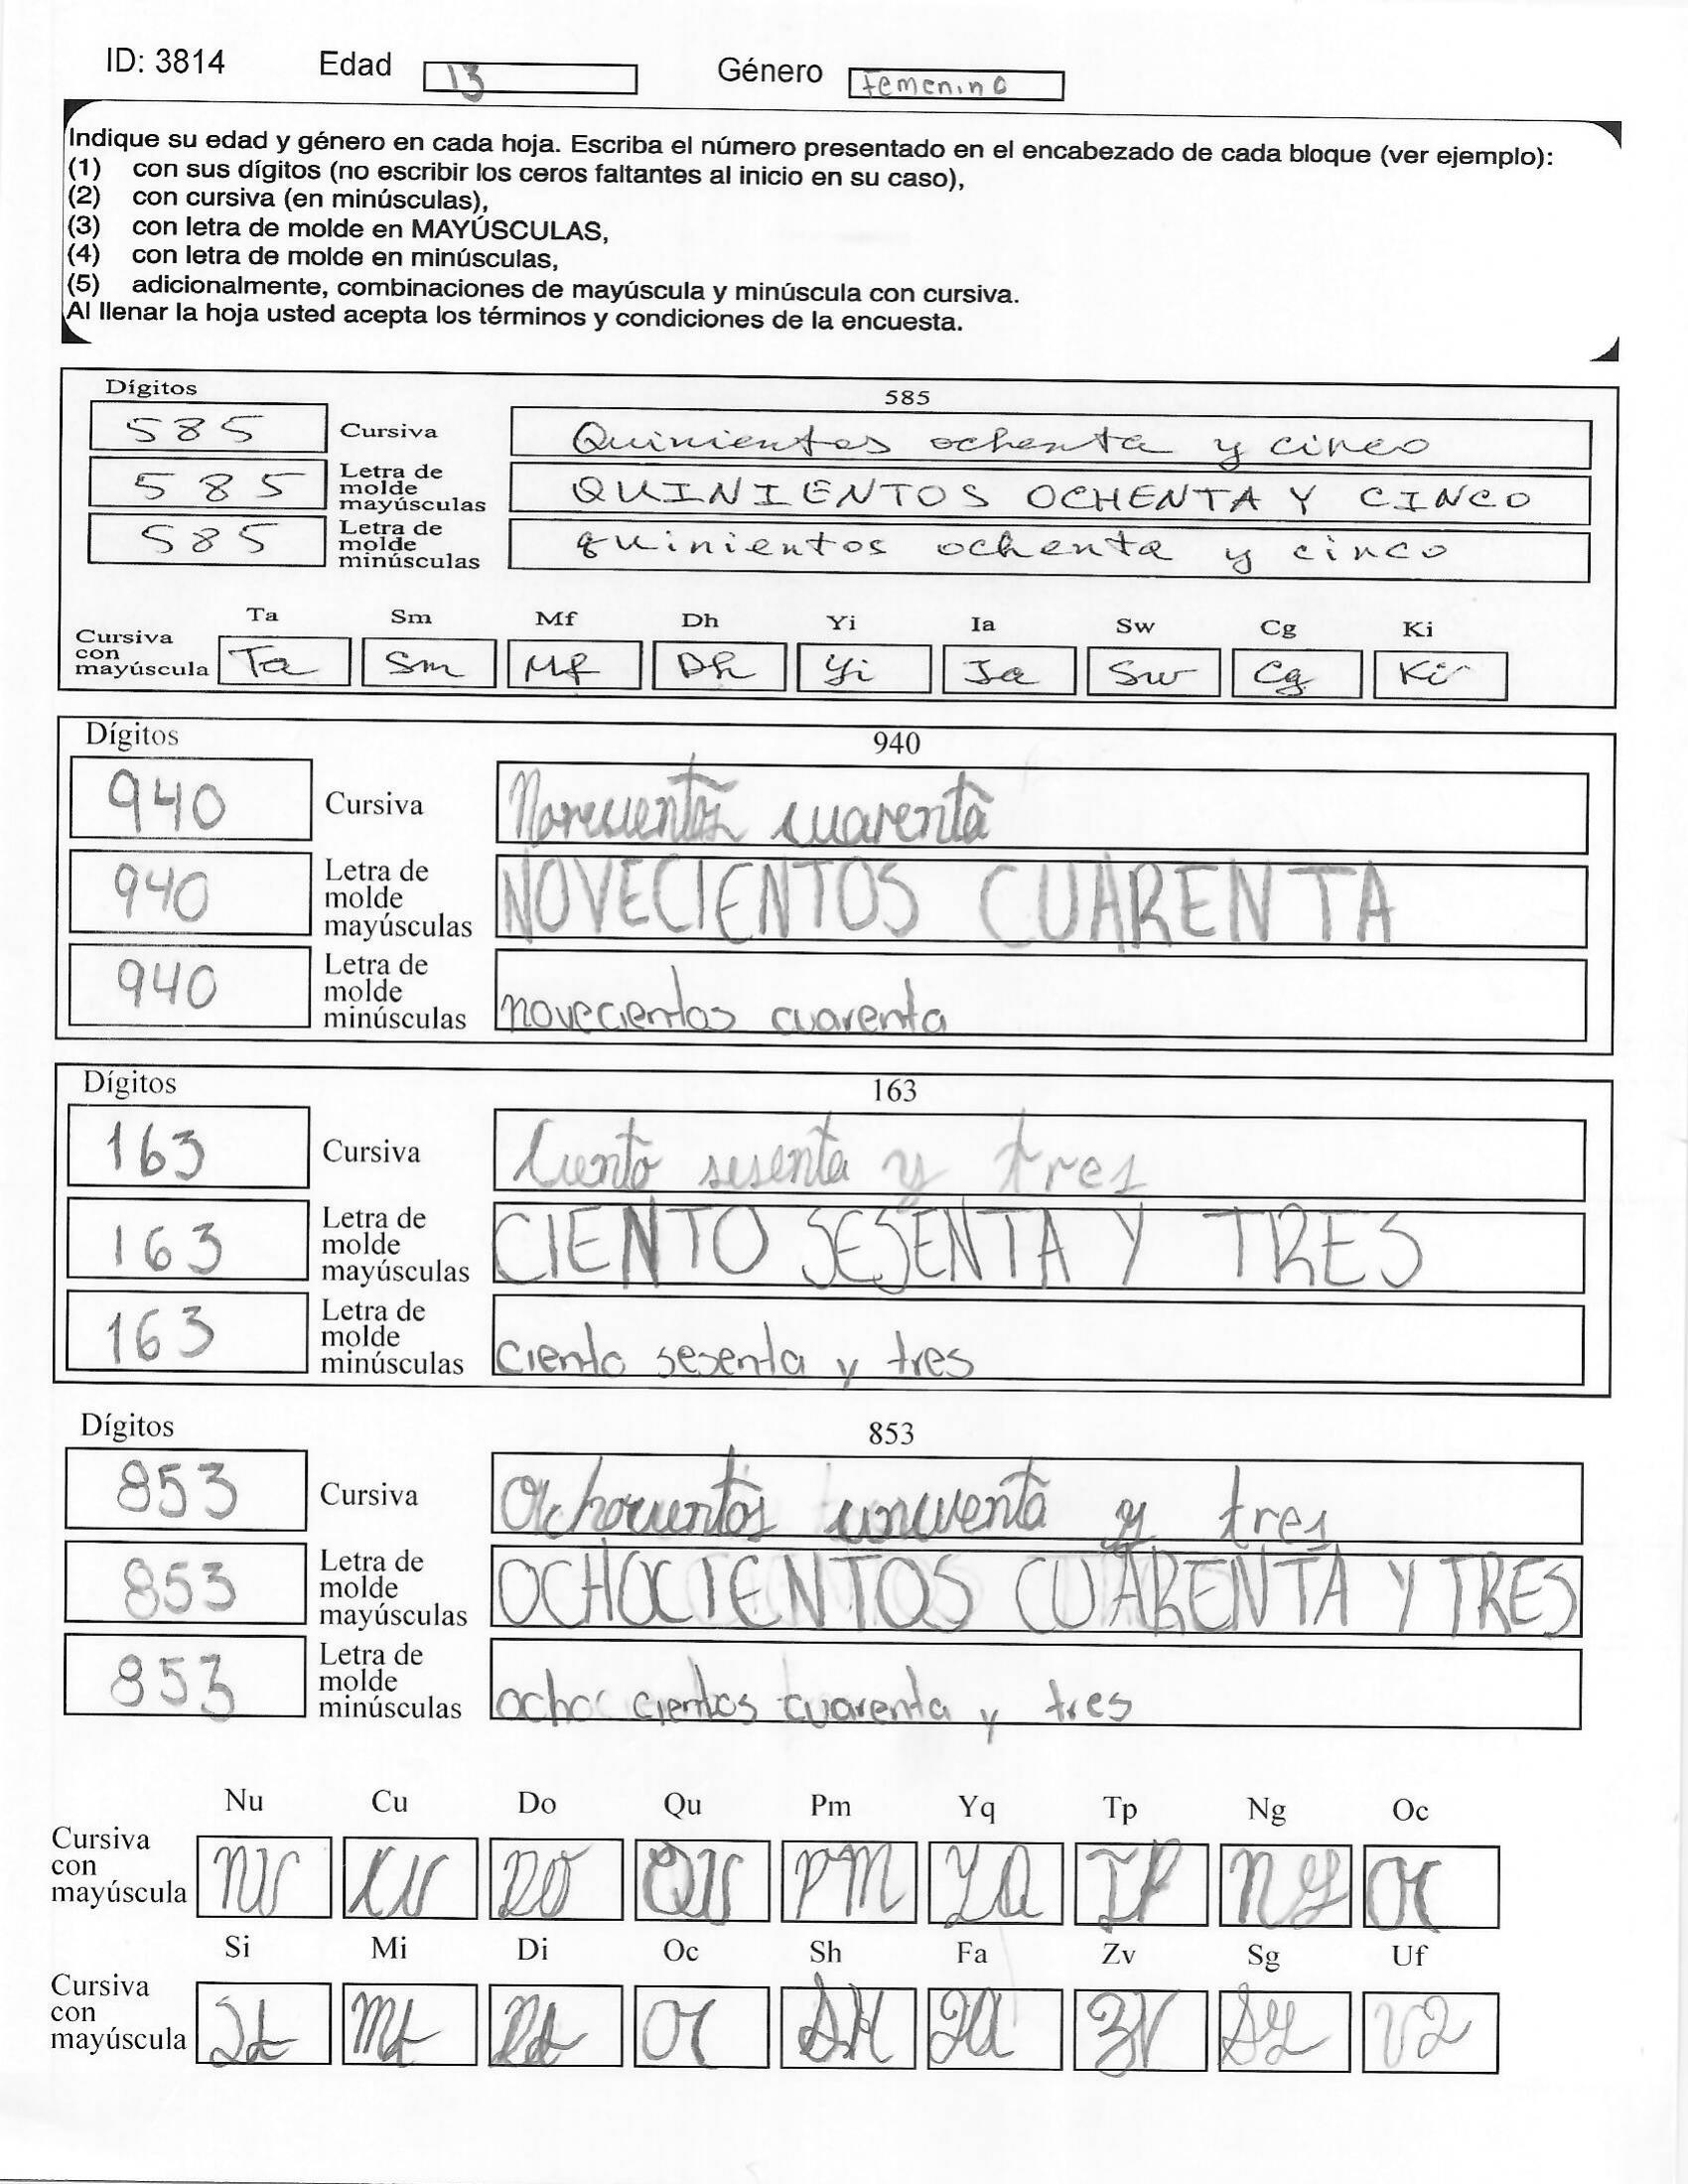 ID: 3814 Edad 13 Género femenino
Indique su edad y género en cada hoja. Escriba el número presentado en el encabezado de cada bloque (ver ejemplo):
(1) con sus dígitos (no escribir los ceros faltantes al inicio en su caso),
(2) con cursiva (en minúsculas),
(3) con letra de molde en MAYÚSCULAS,
(4) con letra de molde en minúsculas,
(5) adicionalmente, combinaciones de mayúscula y minúscula con cursiva.
Al llenar la hoja usted acepta los términos y condiciones de la encuesta.
Dígitos 585
585 Cursiva Quinientos ochenta y cinco
585 Letra de molde mayúsculas QUINIENTOS OCHENTA Y CINCO
585 Letra de molde minúsculas quinientos ochenta y cinco
Ta Sm Mf Dh Yi Ia Sw Cg Ki
Cursiva con mayúscula Ta Sm Mf Dh Yi Ia Sw Cg Ki
Dígitos 940
940 Cursiva Novecientos cuarenta
940 Letra de molde mayúsculas NOVECIENTOS CUARENTA
940 Letra de molde minúsculas novecientos cuarenta
Dígitos 163
163 Cursiva Ciento sesenta y tres
163 Letra de molde mayúsculas CIENTO SESENTA Y TRES
163 Letra de molde minúsculas ciento sesenta y tres
Dígitos 853
853 Cursiva Ochocientos cincuenta y tres
853 Letra de molde mayúsculas OCHOCIENTOS CUARENTA Y TRES
853 Letra de molde minúsculas ocho cientos cuarenta y tres
Nu Cu Do Qu Pm Yq Tp Ng Oc
Cursiva con mayúscula NU CU DO QU PM YQ TP NG OC
Si Mi Di Oc Sh Fa Zv Sg Uf
Cursiva con mayúscula SI MI DI OC SH FA ZV SG UF